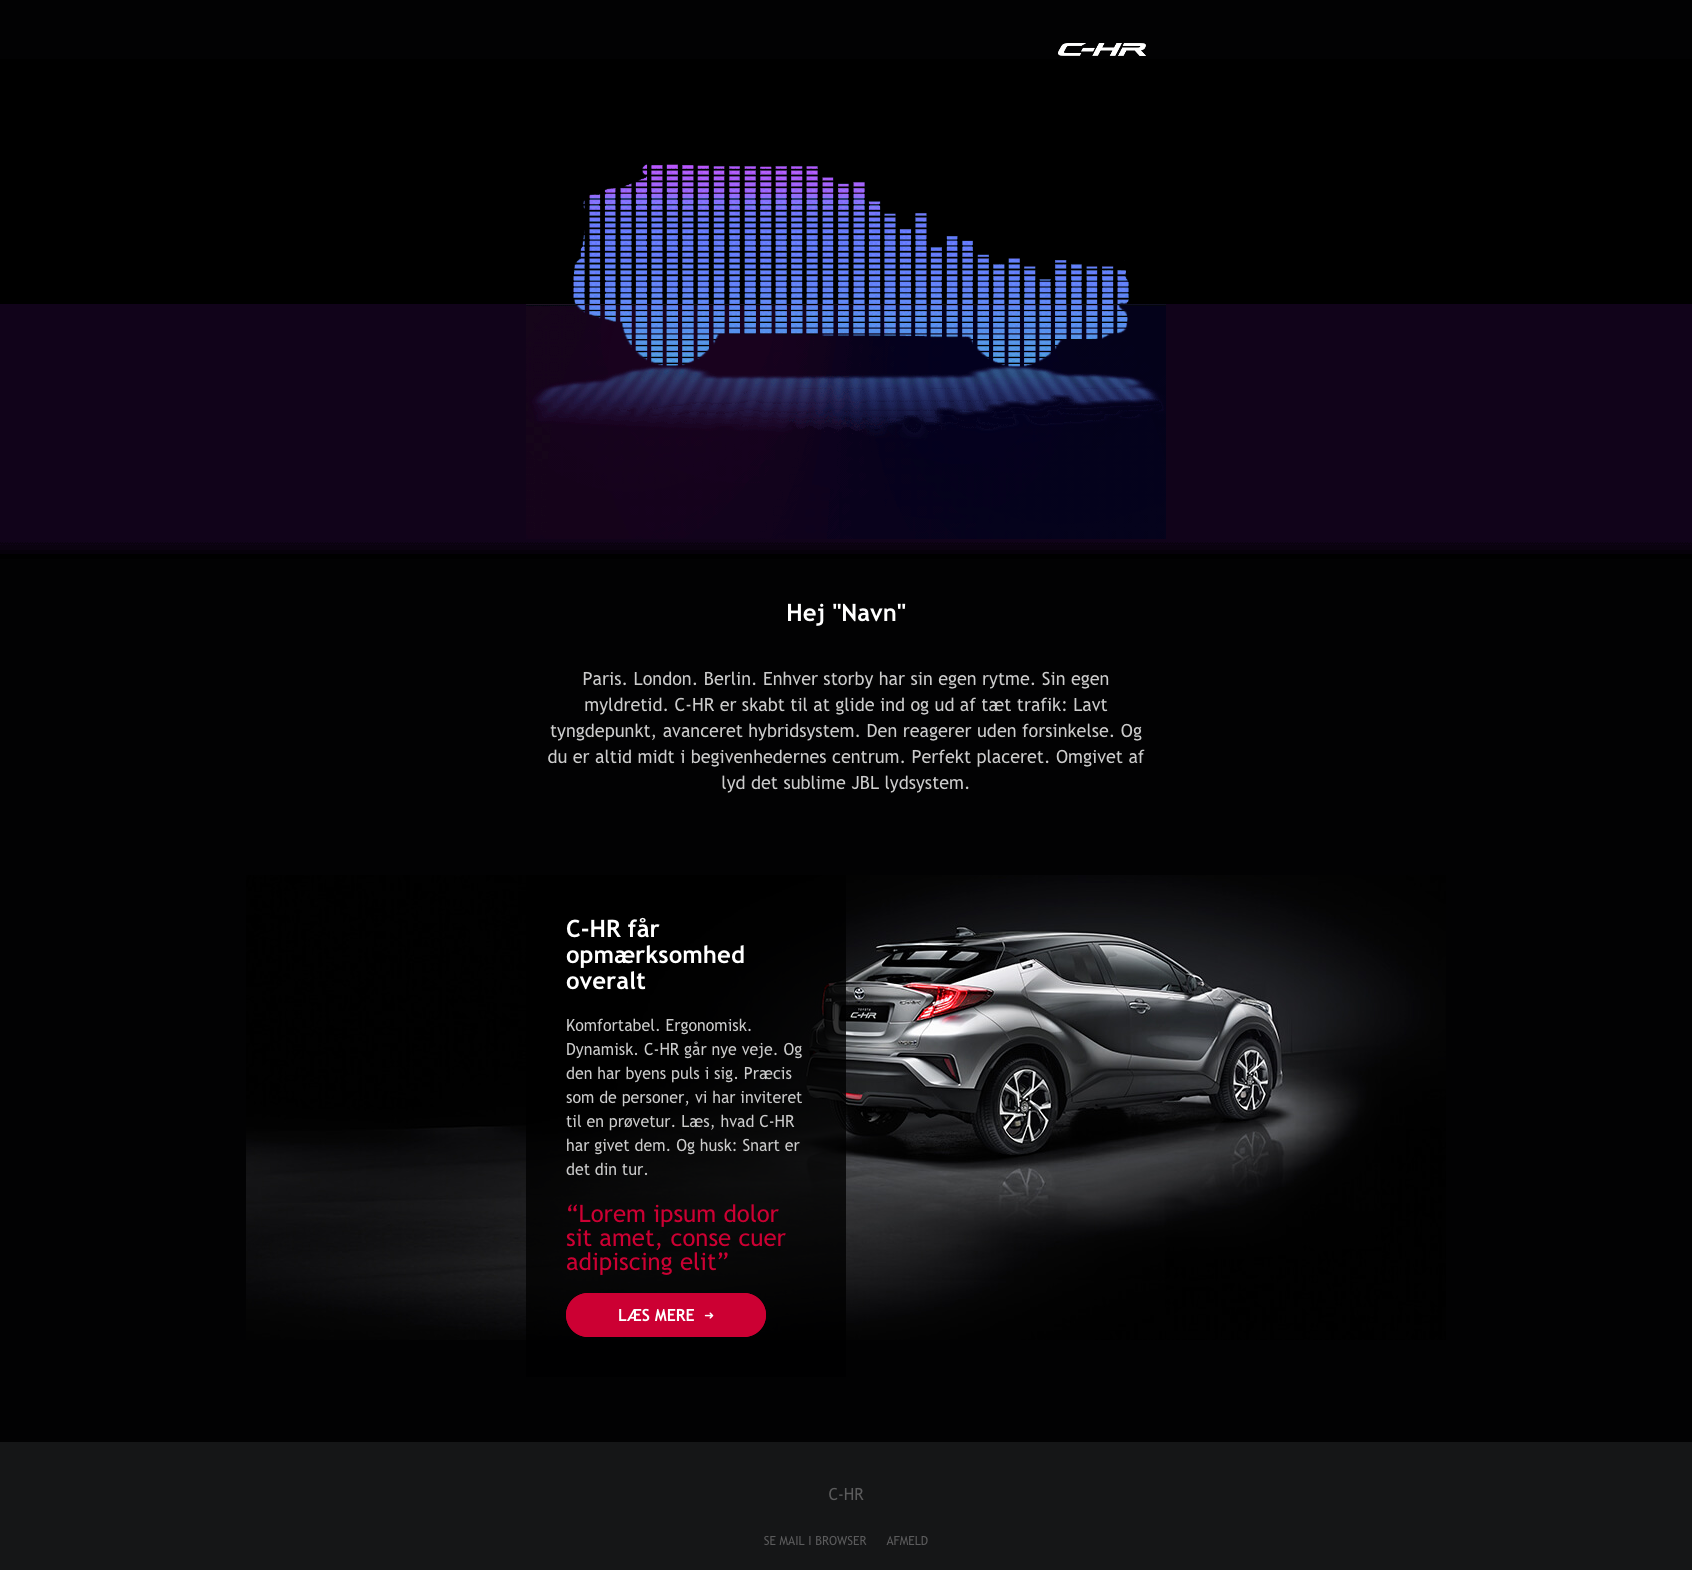 C-HR
Hej "Navn"
Paris. London. Berlin. Enhver storby har sin egen rytme. Sin egen
myldretid. C-HR er skabt til at glide ind og ud af tæt trafik: Lavt
tyngdepunkt, avanceret hybridsystem. Den reagerer uden forsinkelse. Og
du er altid midt i begivenhedernes centrum. Perfekt placeret. Omgivet af
lyd det sublime JBL lydsystem.
C-HR får
opmærksomhed
overalt
Komfortabel. Ergonomisk.
Dynamisk. C-HR går nye veje. Og
den har byens puls i sig. Præcis
som de personer, vi har inviteret
til en prøvetur. Læs, hvad C-HR
har givet dem. Og husk: Snart er
det din tur.
“Lorem ipsum dolor
sit amet, conse cuer
adipiscing elit”
LÆS MERE →
C-HR
TOYOTA
C-HR
C-HR
SE MAIL I BROWSER AFMELD